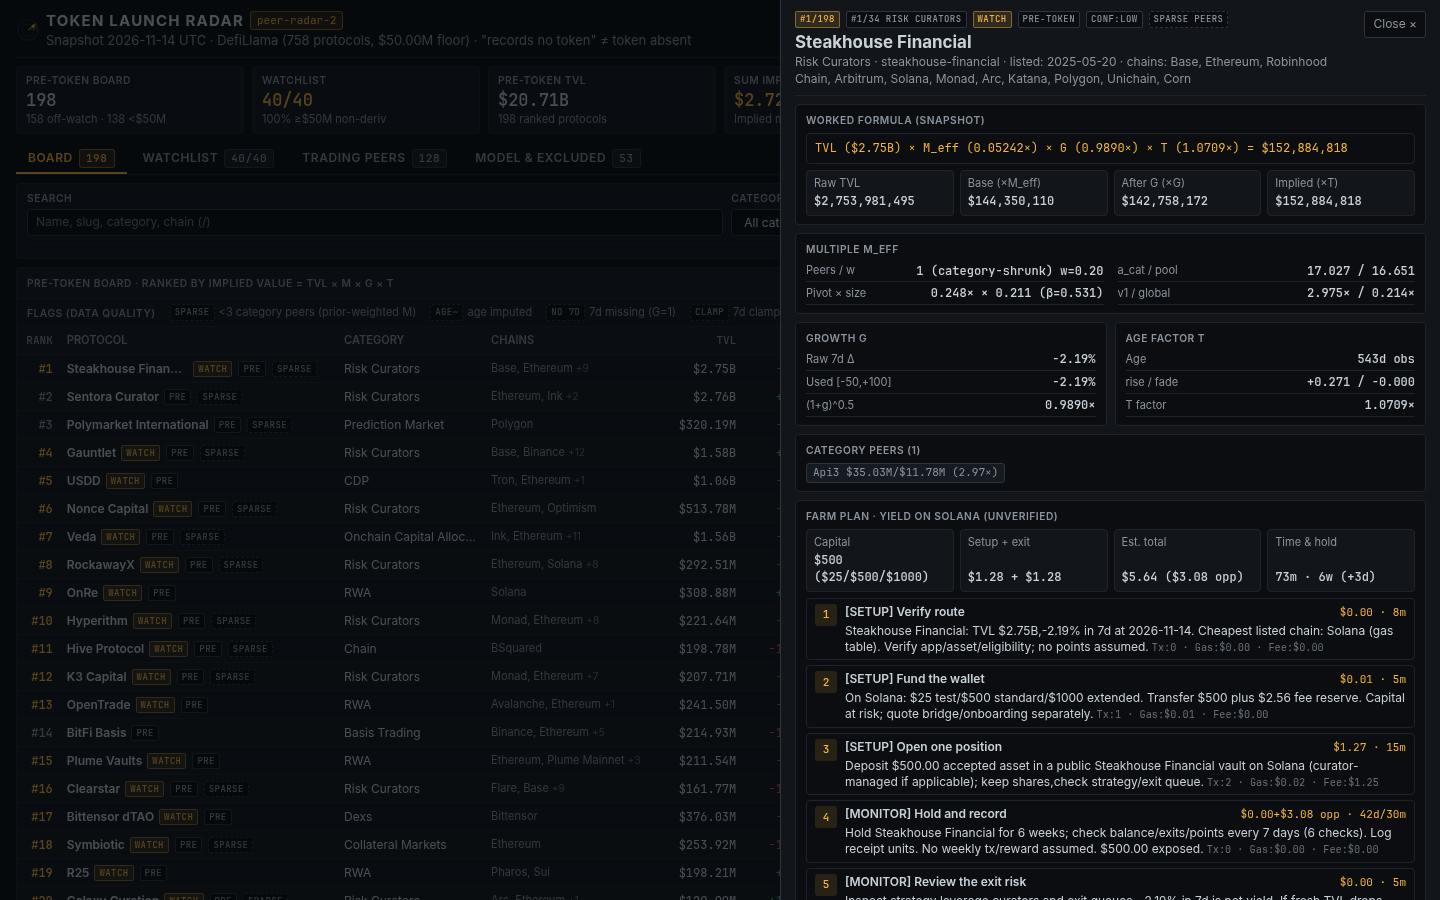 TOKEN LAUNCH RADAR peer-radar-2
Snapshot 2026-11-14 UTC · DefiLlama (758 protocols, $50.00M floor) · "records no token" ≠ token absent
PRE-TOKEN BOARD
198
158 off-watch · 138 <$50M
WATCHLIST
40/40
100% ≥$50M non-deriv
PRE-TOKEN TVL
$20.71B
198 ranked protocols
SUM IMP
$2.72
Implied n
BOARD 198
WATCHLIST 40/40
TRADING PEERS 128
MODEL & EXCLUDED 53
SEARCH
Name, slug, category, chain (/)
CATEGOR
All cat
PRE-TOKEN BOARD · RANKED BY IMPLIED VALUE = TVL × M × G × T
FLAGS (DATA QUALITY) SPARSE <3 category peers (prior-weighted M) AGE~ age imputed NO 7D 7d missing (G=1) CLAMP 7d clamp
RANK PROTOCOL CATEGORY CHAINS TVL
#1 Steakhouse Finan... WATCH PRE SPARSE Risk Curators Base, Ethereum +9 $2.75B
#2 Sentora Curator PRE SPARSE Risk Curators Ethereum, Ink +2 $2.76B
#3 Polymarket International PRE SPARSE Prediction Market Polygon $320.19M
#4 Gauntlet WATCH PRE SPARSE Risk Curators Base, Binance +12 $1.58B
#5 USDD WATCH PRE CDP Tron, Ethereum +1 $1.06B
#6 Nonce Capital WATCH PRE SPARSE Risk Curators Ethereum, Optimism $513.78M
#7 Veda WATCH PRE SPARSE Onchain Capital Alloc... Ink, Ethereum +11 $1.56B
#8 RockawayX WATCH PRE SPARSE Risk Curators Ethereum, Solana +8 $292.51M
#9 OnRe WATCH PRE RWA Solana $308.88M
#10 Hyperithm WATCH PRE SPARSE Risk Curators Monad, Ethereum +8 $221.64M
#11 Hive Protocol WATCH PRE SPARSE Chain BSquared $198.78M
#12 K3 Capital WATCH PRE SPARSE Risk Curators Monad, Ethereum +7 $207.71M
#13 OpenTrade WATCH PRE RWA Avalanche, Ethereum +1 $241.50M
#14 BitFi Basis PRE Basis Trading Binance, Ethereum +5 $214.93M
#15 Plume Vaults WATCH PRE RWA Ethereum, Plume Mainnet +3 $211.54M
#16 Clearstar WATCH PRE SPARSE Risk Curators Flare, Base +9 $161.77M
#17 Bittensor dTAO WATCH PRE Dexs Bittensor $376.03M
#18 Symbiotic WATCH PRE SPARSE Collateral Markets Ethereum $253.92M
#19 R25 WATCH PRE RWA Pharos, Sui $198.21M
#1/198 #1/34 RISK CURATORS WATCH PRE-TOKEN CONF:LOW SPARSE PEERS
Close ×
Steakhouse Financial
Risk Curators · steakhouse-financial · listed: 2025-05-20 · chains: Base, Ethereum, Robinhood
Chain, Arbitrum, Solana, Monad, Arc, Katana, Polygon, Unichain, Corn
WORKED FORMULA (SNAPSHOT)
TVL ($2.75B) × M_eff (0.05242×) × G (0.9890×) × T (1.0709×) = $152,884,818
Raw TVL
$2,753,981,495
Base (×M_eff)
$144,350,110
After G (×G)
$142,758,172
Implied (×T)
$152,884,818
MULTIPLE M_EFF
Peers / w 1 (category-shrunk) w=0.20
a_cat / pool 17.027 / 16.651
Pivot × size 0.248× × 0.211 (β=0.531)
v1 / global 2.975× / 0.214×
GROWTH G
Raw 7d Δ -2.19%
Used [-50,+100] -2.19%
(1+g)^0.5 0.9890×
AGE FACTOR T
Age 543d obs
rise / fade +0.271 / -0.000
T factor 1.0709×
CATEGORY PEERS (1)
Api3 $35.03M/$11.78M (2.97×)
FARM PLAN · YIELD ON SOLANA (UNVERIFIED)
Capital
$500
($25/$500/$1000)
Setup + exit
$1.28 + $1.28
Est. total
$5.64 ($3.08 opp)
Time & hold
73m · 6w (+3d)
1 [SETUP] Verify route $0.00 · 8m
Steakhouse Financial: TVL $2.75B,-2.19% in 7d at 2026-11-14. Cheapest listed chain: Solana (gas
table). Verify app/asset/eligibility; no points assumed. Tx:0 · Gas:$0.00 · Fee:$0.00
2 [SETUP] Fund the wallet $0.01 · 5m
On Solana: $25 test/$500 standard/$1000 extended. Transfer $500 plus $2.56 fee reserve. Capital
at risk; quote bridge/onboarding separately. Tx:1 · Gas:$0.01 · Fee:$0.00
3 [SETUP] Open one position $1.27 · 15m
Deposit $500.00 accepted asset in a public Steakhouse Financial vault on Solana (curator-
managed if applicable); keep shares,check strategy/exit queue. Tx:2 · Gas:$0.02 · Fee:$1.25
4 [MONITOR] Hold and record $0.00+$3.08 opp · 42d/30m
Hold Steakhouse Financial for 6 weeks; check balance/exits/points every 7 days (6 checks). Log
receipt units. No weekly tx/reward assumed. $500.00 exposed. Tx:0 · Gas:$0.00 · Fee:$0.00
5 [MONITOR] Review the exit risk $0.00 · 5m